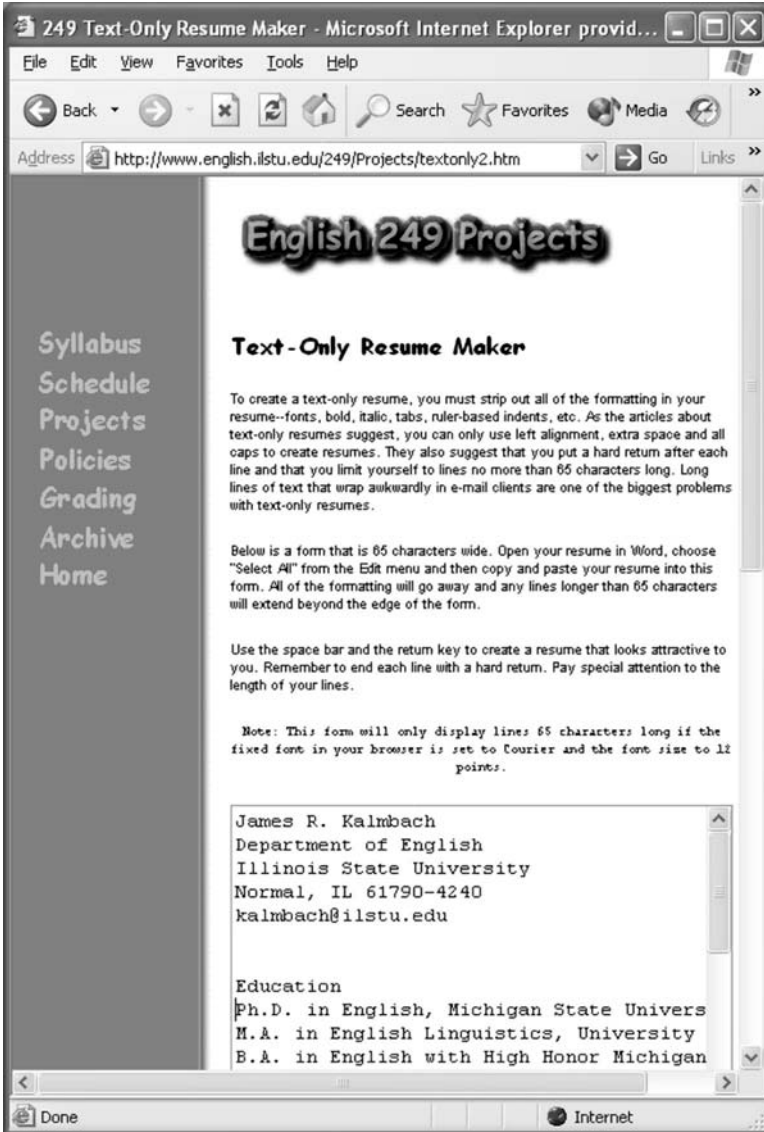 249 Text-Only Resume Maker - Microsoft Internet Explorer provid...
File Edit View Favorites Tools Help
Back Search Favorites Media »
Address http://www.english.ilstu.edu/249/Projects/textonly2.htm Go Links »
English 249 Projects
Syllabus
Schedule
Projects
Policies
Grading
Archive
Home
Text-Only Resume Maker
To create a text-only resume, you must strip out all of the formatting in your
resume--fonts, bold, italic, tabs, ruler-based indents, etc. As the articles about
text-only resumes suggest, you can only use left alignment, extra space and all
caps to create resumes. They also suggest that you put a hard return after each
line and that you limit yourself to lines no more than 65 characters long. Long
lines of text that wrap awkwardly in e-mail clients are one of the biggest problems
with text-only resumes.
Below is a form that is 65 characters wide. Open your resume in Word, choose
"Select All" from the Edit menu and then copy and paste your resume into this
form. All of the formatting will go away and any lines longer than 65 characters
will extend beyond the edge of the form.
Use the space bar and the return key to create a resume that looks attractive to
you. Remember to end each line with a hard return. Pay special attention to the
length of your lines.
Note: This form will only display lines 65 characters long if the
fixed font in your browser is set to Courier and the font size to 12
points.
James R. Kalmbach
Department of English
Illinois State University
Normal, IL 61790-4240
kalmbach@ilstu.edu
Education
Ph.D. in English, Michigan State Univers
M.A. in English Linguistics, University
B.A. in English with High Honor Michigan
Done Internet